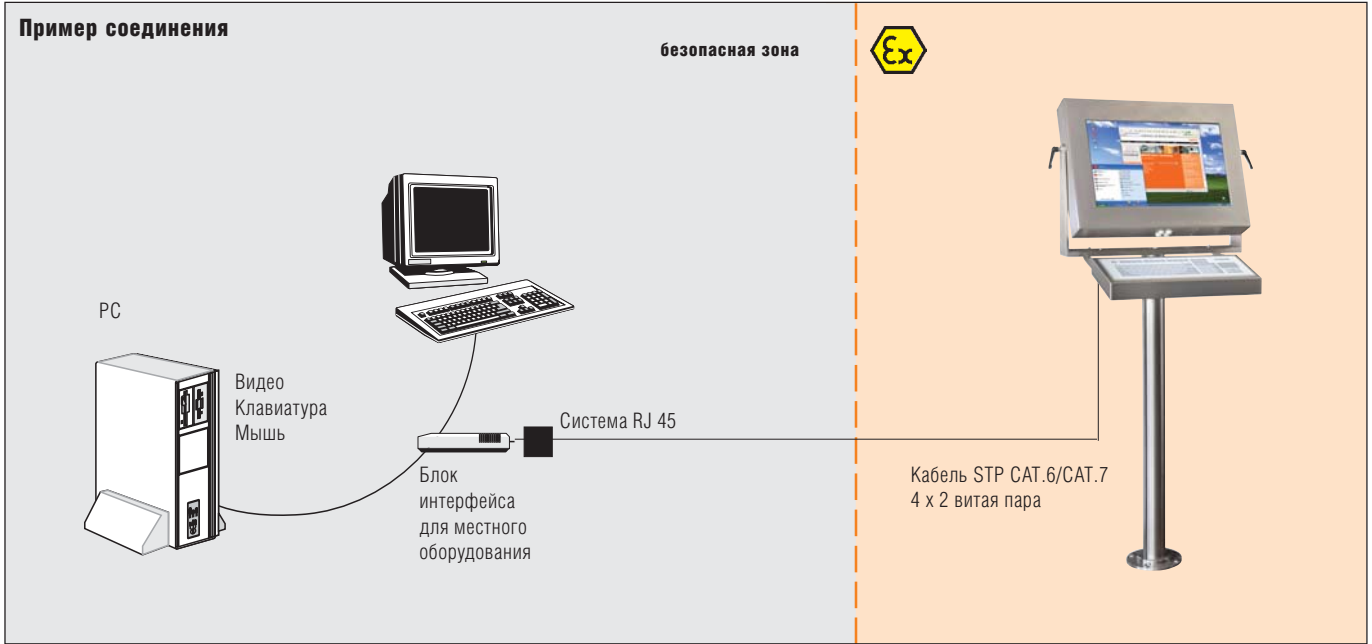 Пример соединения
безопасная зона
Ex
PC
Видео
Клавиатура
Мышь
Система RJ 45
Блок
интерфейса
для местного
оборудования
Кабель STP CAT.6/CAT.7
4 x 2 витая пара